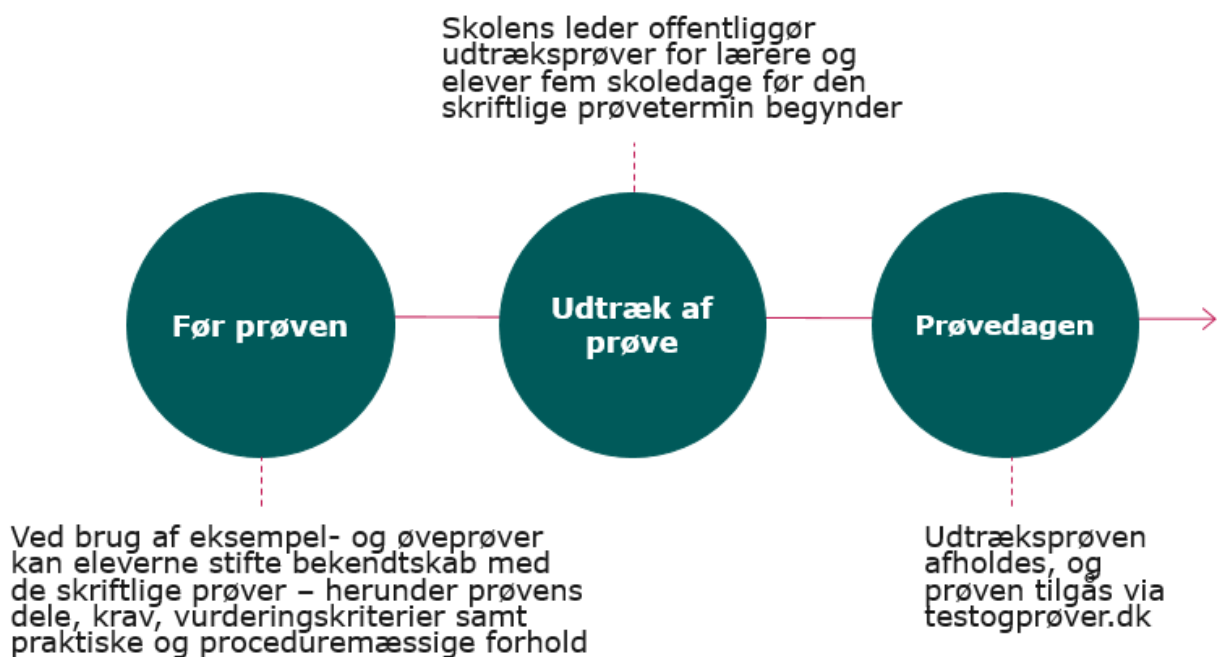 Skolens leder offentliggør
udtræksprøver for lærere og
elever fem skoledage før den
skriftlige prøvetermin begynder
Før prøven
Udtræk af
prøve
Prøvedagen
Ved brug af eksempel- og øveprøver
kan eleverne stifte bekendtskab med
de skriftlige prøver – herunder prøvens
dele, krav, vurderingskriterier samt
praktiske og proceduremæssige forhold
Udtræksprøven
afholdes, og
prøven tilgås via
testogprøver.dk